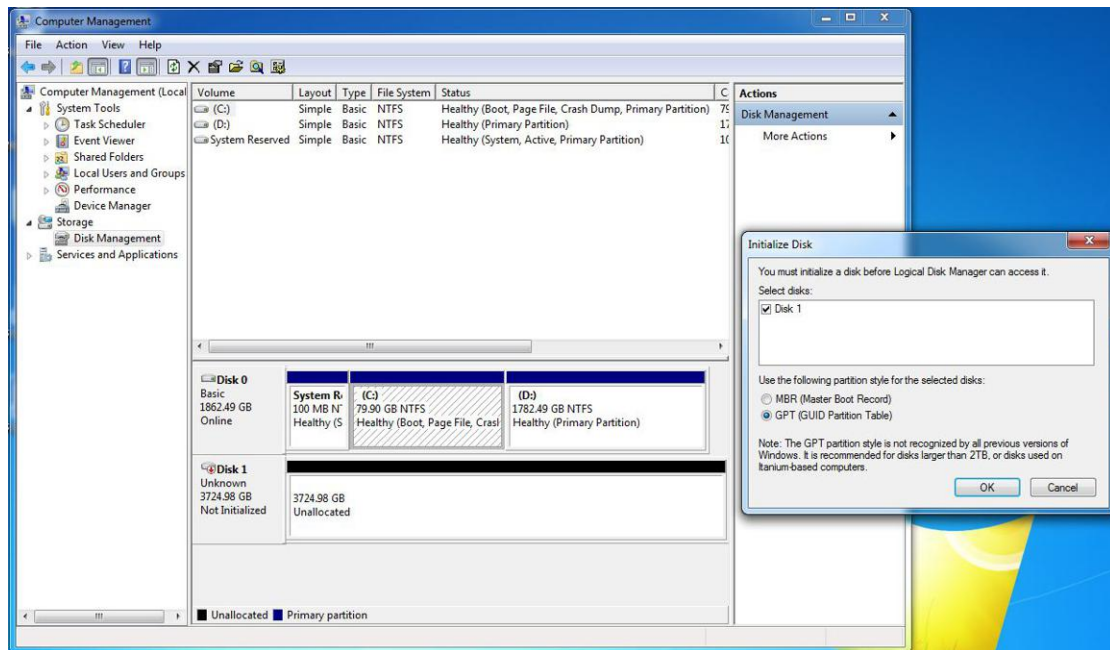 Computer Management
File Action View Help
Computer Management (Local
System Tools
Task Scheduler
Event Viewer
Shared Folders
Local Users and Groups
Performance
Device Manager
Storage
Disk Management
Services and Applications
Volume Layout Type File System Status C
(C:) Simple Basic NTFS Healthy (Boot, Page File, Crash Dump, Primary Partition) 79
(D:) Simple Basic NTFS Healthy (Primary Partition) 17
System Reserved Simple Basic NTFS Healthy (System, Active, Primary Partition) 10
Actions
Disk Management
More Actions
Disk 0
Basic
1862.49 GB
Online
System R
100 MB N
Healthy (S
(C:)
79.90 GB NTFS
Healthy (Boot, Page File, Crash
(D:)
1782.49 GB NTFS
Healthy (Primary Partition)
Disk 1
Unknown
3724.98 GB
Not Initialized
3724.98 GB
Unallocated
Unallocated Primary partition
Initialize Disk
You must initialize a disk before Logical Disk Manager can access it.
Select disks:
Disk 1
Use the following partition style for the selected disks:
MBR (Master Boot Record)
GPT (GUID Partition Table)
Note: The GPT partition style is not recognized by all previous versions of
Windows. It is recommended for disks larger than 2TB, or disks used on
Itanium-based computers.
OK Cancel